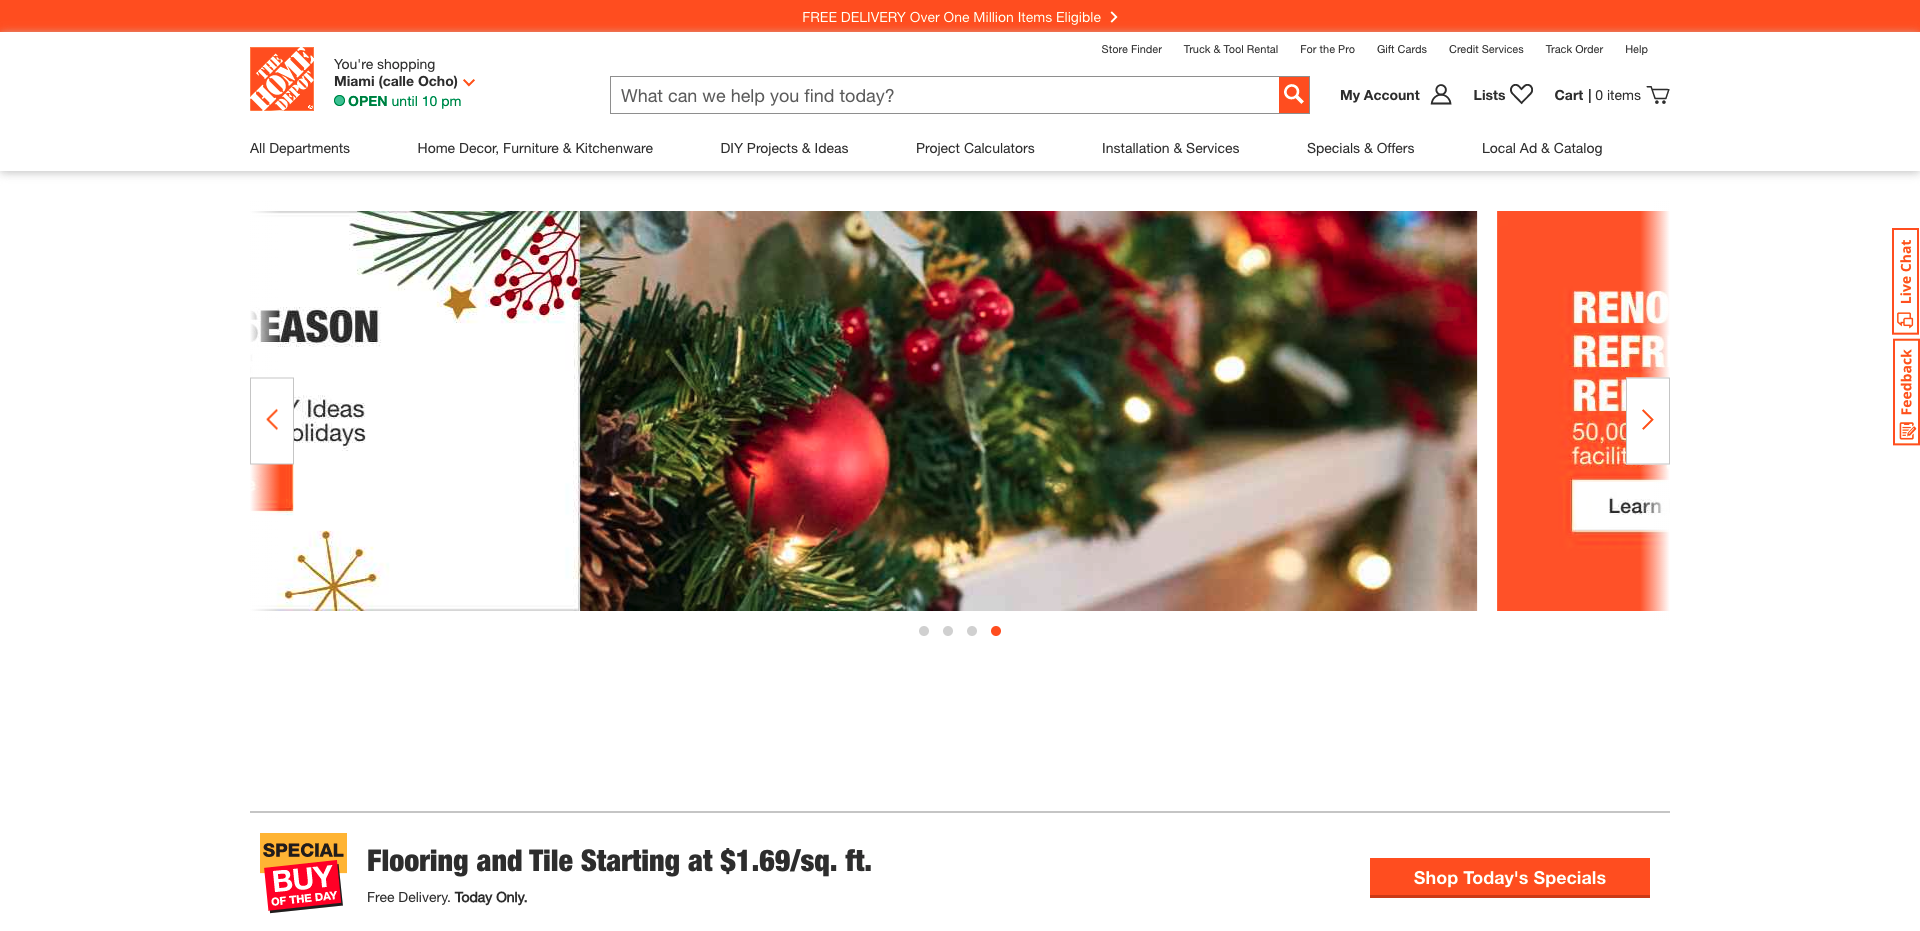 FREE DELIVERY Over One Million Items Eligible
Store Finder Truck & Tool Rental For the Pro Gift Cards Credit Services Track Order Help
THE HOME DEPOT
You're shopping
Miami (calle Ocho)
OPEN until 10 pm
What can we help you find today?
My Account Lists Cart | 0 items
All Departments Home Decor, Furniture & Kitchenware DIY Projects & Ideas Project Calculators Installation & Services Specials & Offers Local Ad & Catalog
SEASON
Y Ideas
olidays
RENO
REFR
RE
50,00
facilit
Learn
Live Chat
Feedback
SPECIAL
BUY
OF THE DAY
Flooring and Tile Starting at $1.69/sq. ft.
Free Delivery. Today Only.
Shop Today's Specials